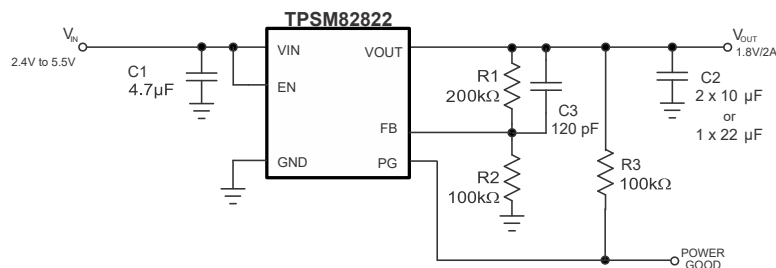 TPSM82822
VIN
2.4V to 5.5V
VIN
VOUT
VOUT
1.8V/2A
C1
4.7µF
EN
R1
200kΩ
C3
120 pF
C2
2 x 10 µF
or
1 x 22 µF
FB
GND
PG
R2
100kΩ
R3
100kΩ
POWER
GOOD